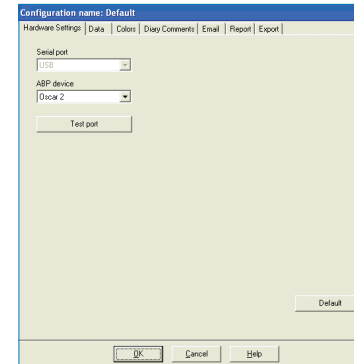 Configuration name: Default
Hardware Settings Data Colors Diary Comments Email Report Export
Serial port
USB
ABP device
Oscar 2
Test port
Default
OK Cancel Help